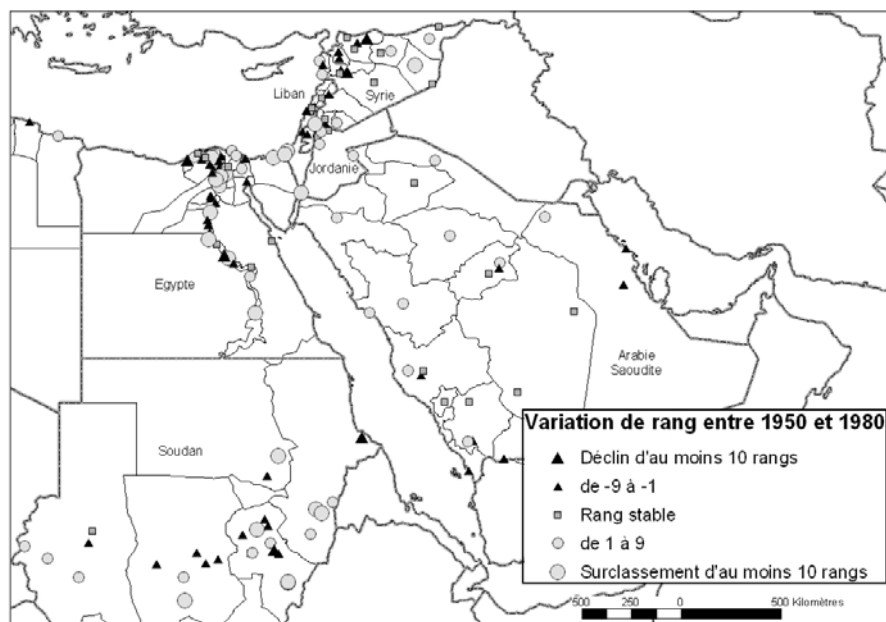 Liban
Syrie
Jordanie
Egypte
Arabie
Saoudite
Soudan
Variation de rang entre 1950 et 1980
Déclin d'au moins 10 rangs
de -9 à -1
Rang stable
de 1 à 9
Surclassement d'au moins 10 rangs
500 250 0 500 Kilomètres